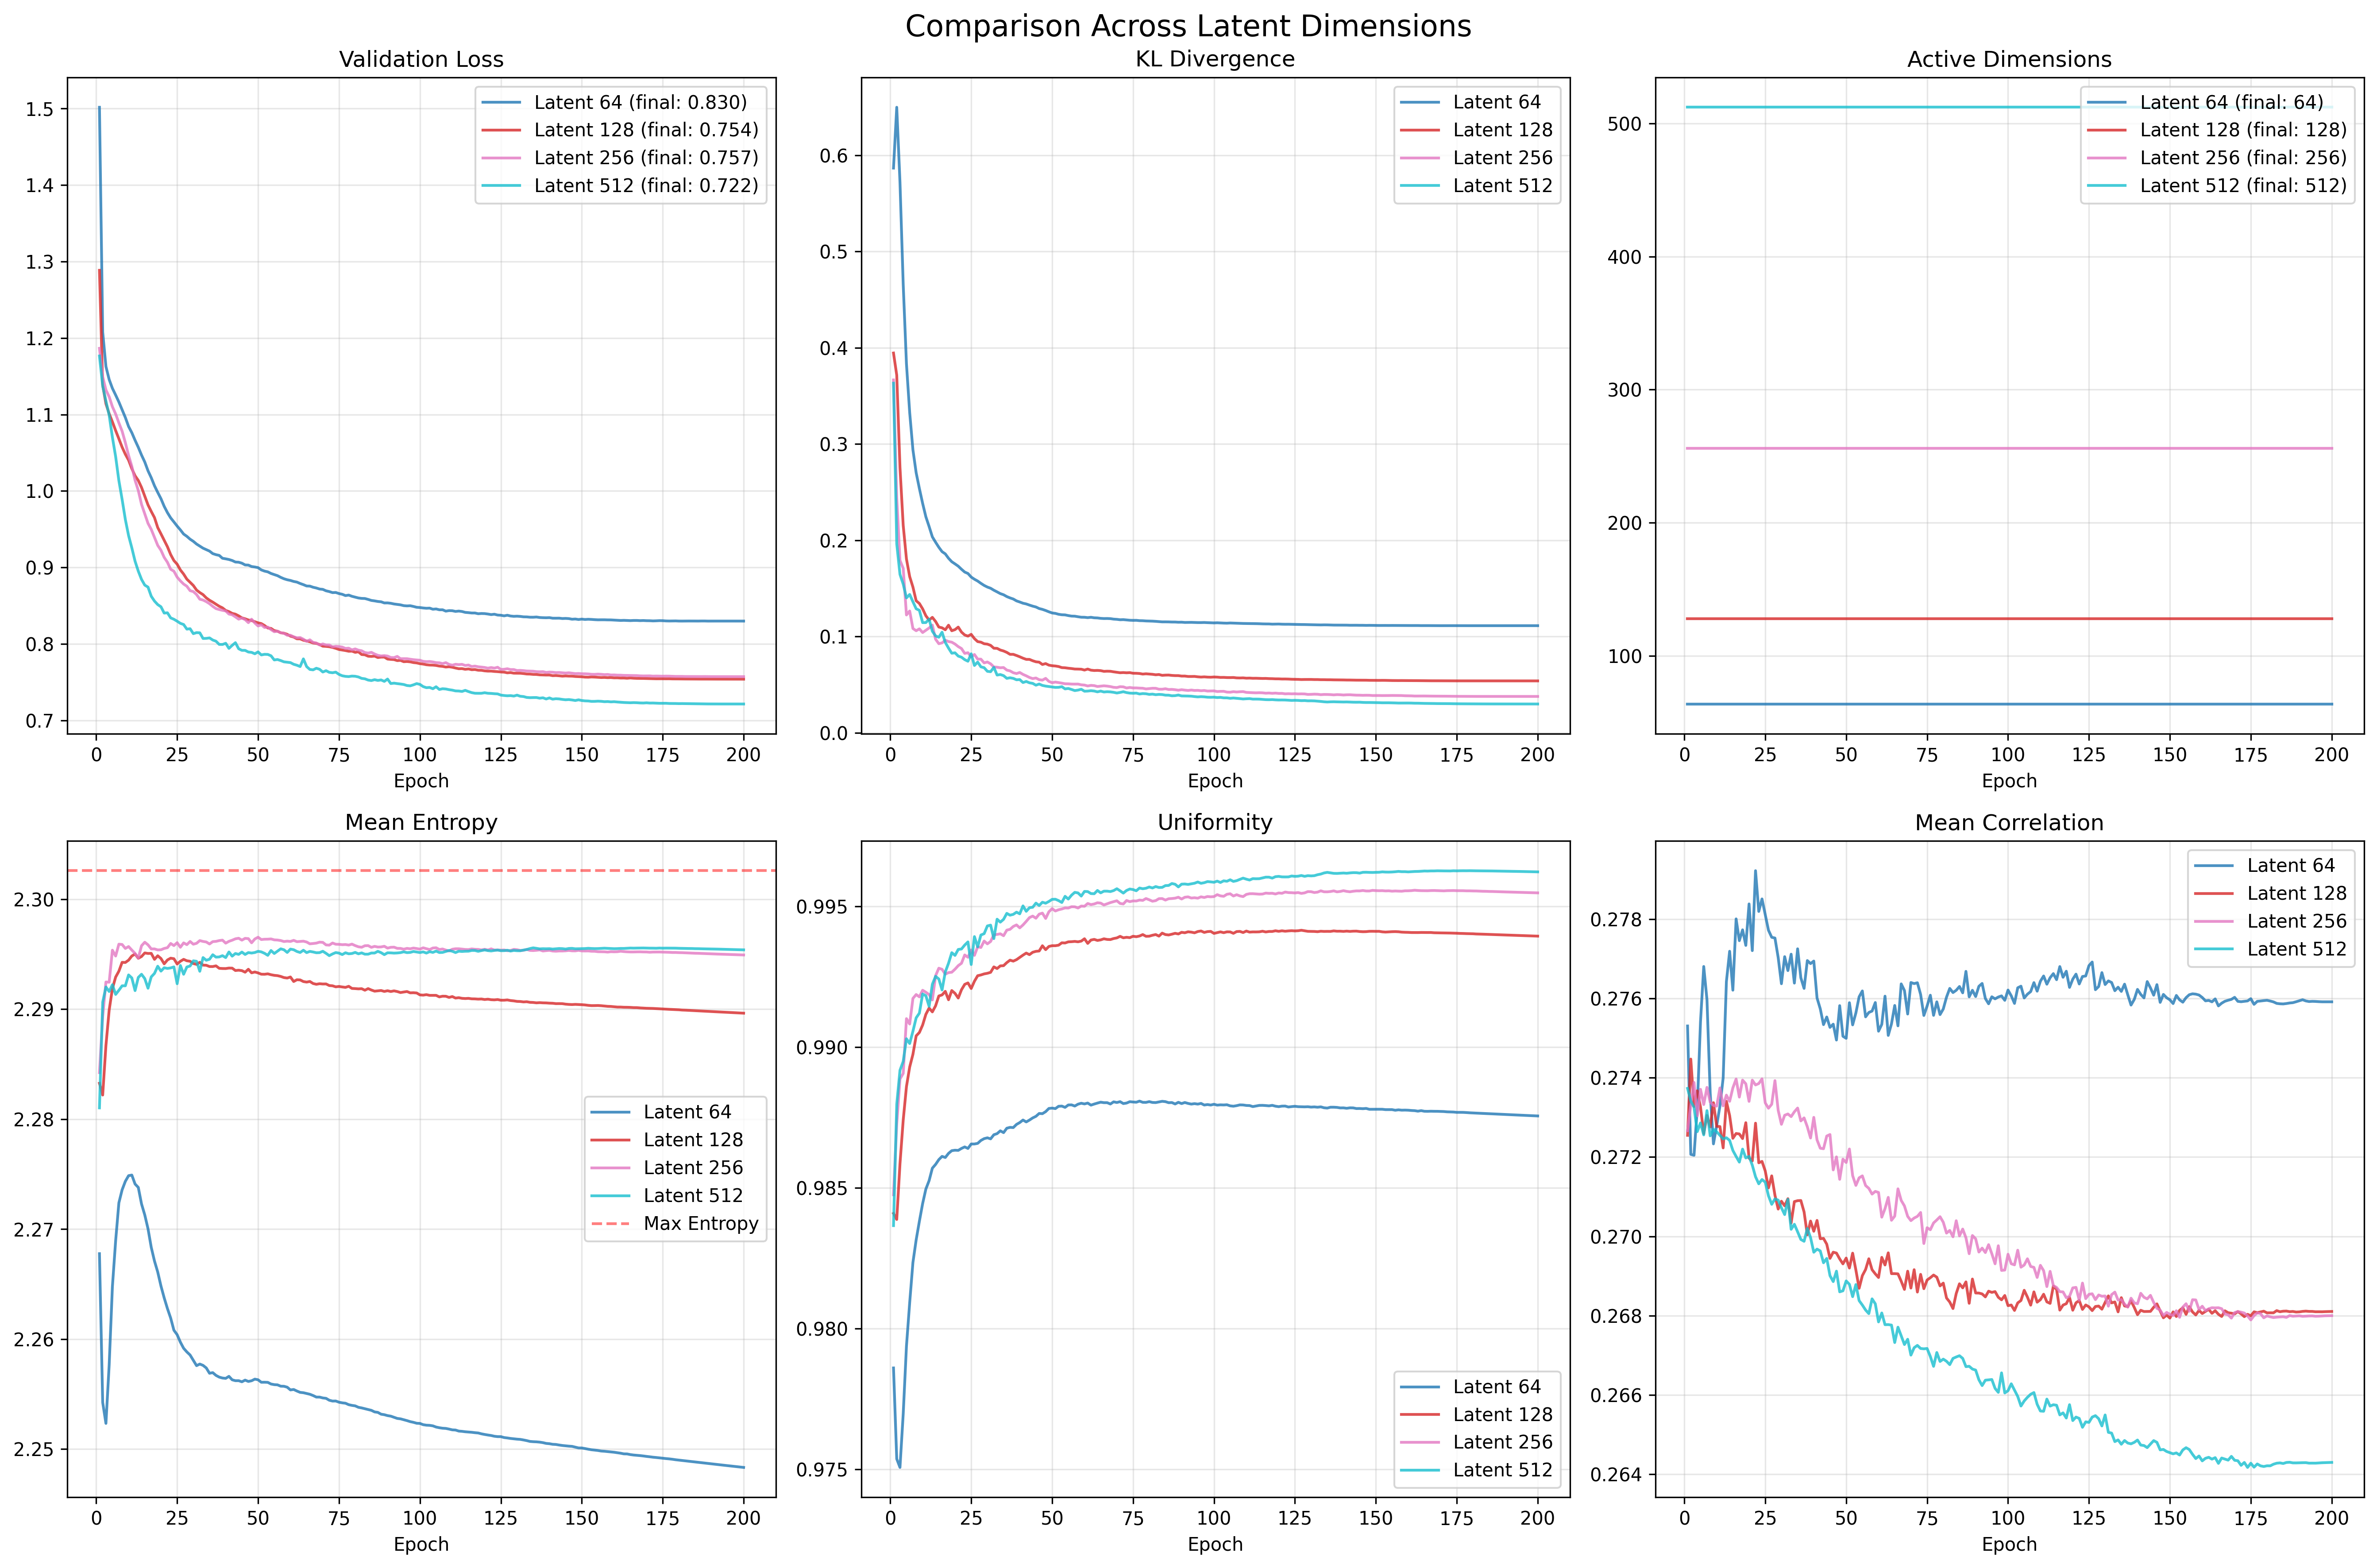 Comparison Across Latent Dimensions
Validation Loss
1.5
1.4
1.3
1.2
1.1
1.0
0.9
0.8
0.7
Latent 64 (final: 0.830)
Latent 128 (final: 0.754)
Latent 256 (final: 0.757)
Latent 512 (final: 0.722)
0 25 50 75 100 125 150 175 200
Epoch
KL Divergence
0.6
0.5
0.4
0.3
0.2
0.1
0.0
Latent 64
Latent 128
Latent 256
Latent 512
0 25 50 75 100 125 150 175 200
Epoch
Active Dimensions
500
400
300
200
100
Latent 64 (final: 64)
Latent 128 (final: 128)
Latent 256 (final: 256)
Latent 512 (final: 512)
0 25 50 75 100 125 150 175 200
Epoch
Mean Entropy
2.30
2.29
2.28
2.27
2.26
2.25
Latent 64
Latent 128
Latent 256
Latent 512
Max Entropy
0 25 50 75 100 125 150 175 200
Epoch
Uniformity
0.995
0.990
0.985
0.980
0.975
Latent 64
Latent 128
Latent 256
Latent 512
0 25 50 75 100 125 150 175 200
Epoch
Mean Correlation
0.278
0.276
0.274
0.272
0.270
0.268
0.266
0.264
Latent 64
Latent 128
Latent 256
Latent 512
0 25 50 75 100 125 150 175 200
Epoch